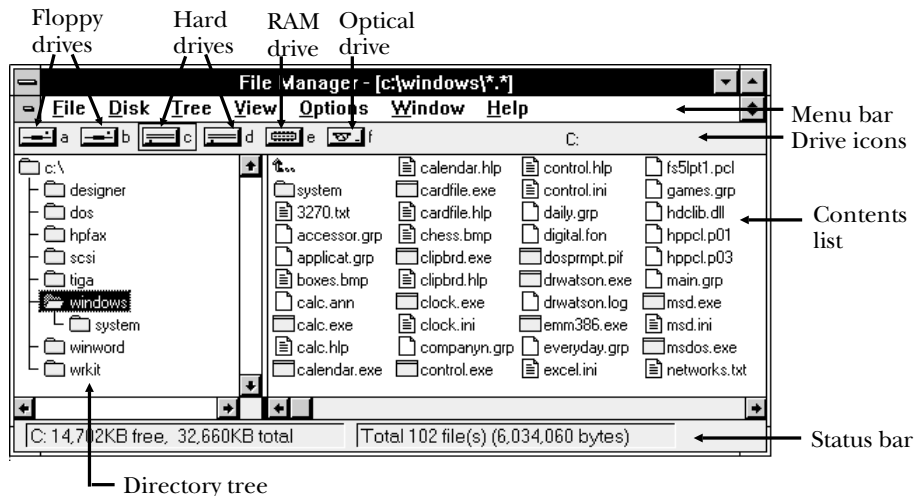 Floppy drives
Hard drives
RAM drive
Optical drive
File Manager - [c:\windows\*.*]
File Disk Tree View Options Window Help
Menu bar
a b c d e f C:
Drive icons
c:\
designer
dos
hpfax
scsi
tiga
windows
system
winword
wrkit
..
system
3270.txt
accessor.grp
applicat.grp
boxes.bmp
calc.ann
calc.exe
calc.hlp
calendar.exe
calendar.hlp
cardfile.exe
cardfile.hlp
chess.bmp
clipbrd.exe
clipbrd.hlp
clock.exe
clock.ini
companyn.grp
control.exe
control.hlp
control.ini
daily.grp
digital.fon
dosprmpt.pif
drwatson.exe
drwatson.log
emm386.exe
everyday.grp
excel.ini
fs5lpt1.pcl
games.grp
hdclib.dll
hppcl.p01
hppcl.p03
main.grp
msd.exe
msd.ini
msdos.exe
networks.txt
Contents list
C: 14,702KB free, 32,660KB total
Total 102 file(s) (6,034,060 bytes)
Status bar
Directory tree